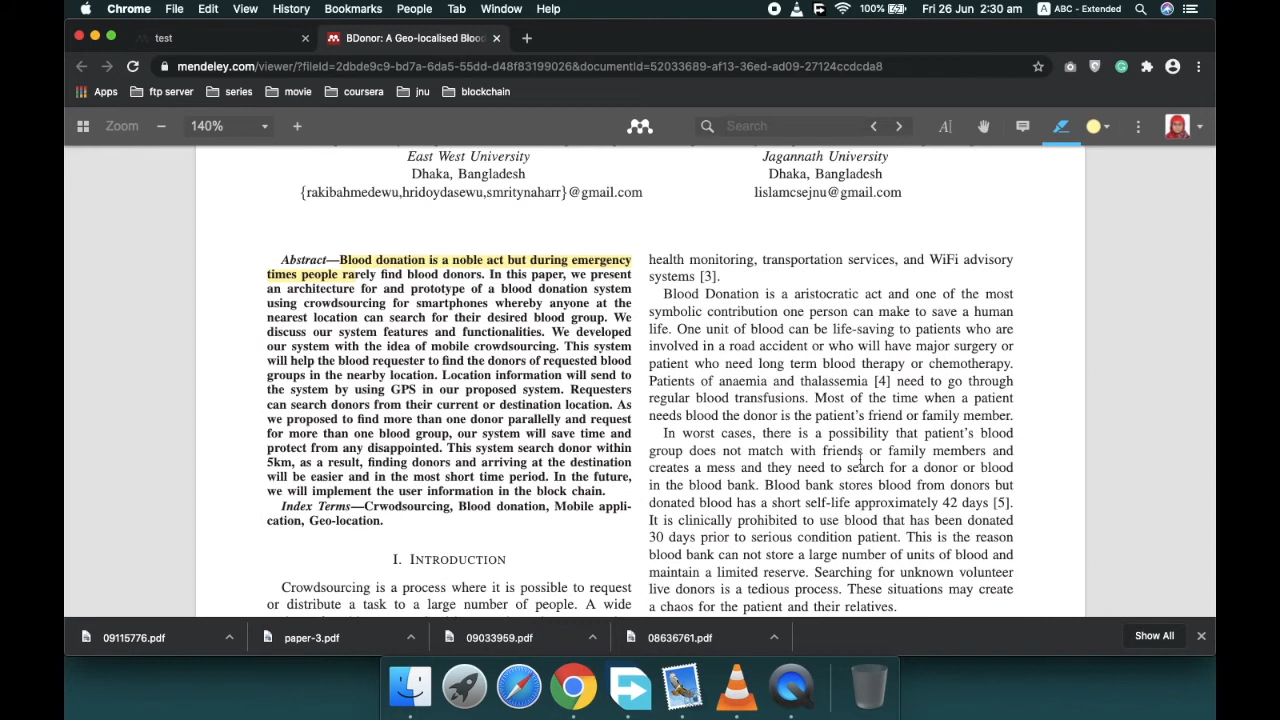 Chrome File Edit View History Bookmarks People Tab Window Help 100% Fri 26 Jun 2:30 am A ABC - Extended
test BDonor: A Geo-localised Blood
mendeley.com/viewer/?fileId=2dbde9c9-bd7a-6da5-55dd-d48f83199026&documentId=52033689-af13-36ed-ad09-27124ccdcda8
Apps ftp server series movie coursera jnu blockchain
Zoom 140% Search
East West University
Dhaka, Bangladesh
{rakibahmedewu,hridoydasewu,smritynaharr}@gmail.com
Jagannath University
Dhaka, Bangladesh
lislamcsejnu@gmail.com
Abstract—Blood donation is a noble act but during emergency
times people rarely find blood donors. In this paper, we present
an architecture for and prototype of a blood donation system
using crowdsourcing for smartphones whereby anyone at the
nearest location can search for their desired blood group. We
discuss our system features and functionalities. We developed
our system with the idea of mobile crowdsourcing. This system
will help the blood requester to find the donors of requested blood
groups in the nearby location. Location information will send to
the system by using GPS in our proposed system. Requesters
can search donors from their current or destination location. As
we proposed to find more than one donor parallelly and request
for more than one blood group, our system will save time and
protect from any disappointed. This system search donor within
5km, as a result, finding donors and arriving at the destination
will be easier and in the most short time period. In the future,
we will implement the user information in the block chain.
Index Terms—Crwodsourcing, Blood donation, Mobile appli-
cation, Geo-location.
I. Introduction
Crowdsourcing is a process where it is possible to request
or distribute a task to a large number of people. A wide
health monitoring, transportation services, and WiFi advisory
systems [3].
Blood Donation is a aristocratic act and one of the most
symbolic contribution one person can make to save a human
life. One unit of blood can be life-saving to patients who are
involved in a road accident or who will have major surgery or
patient who need long term blood therapy or chemotherapy.
Patients of anaemia and thalassemia [4] need to go through
regular blood transfusions. Most of the time when a patient
needs blood the donor is the patient's friend or family member.
In worst cases, there is a possibility that patient's blood
group does not match with friends or family members and
creates a mess and they need to search for a donor or blood
in the blood bank. Blood bank stores blood from donors but
donated blood has a short self-life approximately 42 days [5].
It is clinically prohibited to use blood that has been donated
30 days prior to serious condition patient. This is the reason
blood bank can not store a large number of units of blood and
maintain a limited reserve. Searching for unknown volunteer
live donors is a tedious process. These situations may create
a chaos for the patient and their relatives.
09115776.pdf paper-3.pdf 09033959.pdf 08636761.pdf Show All